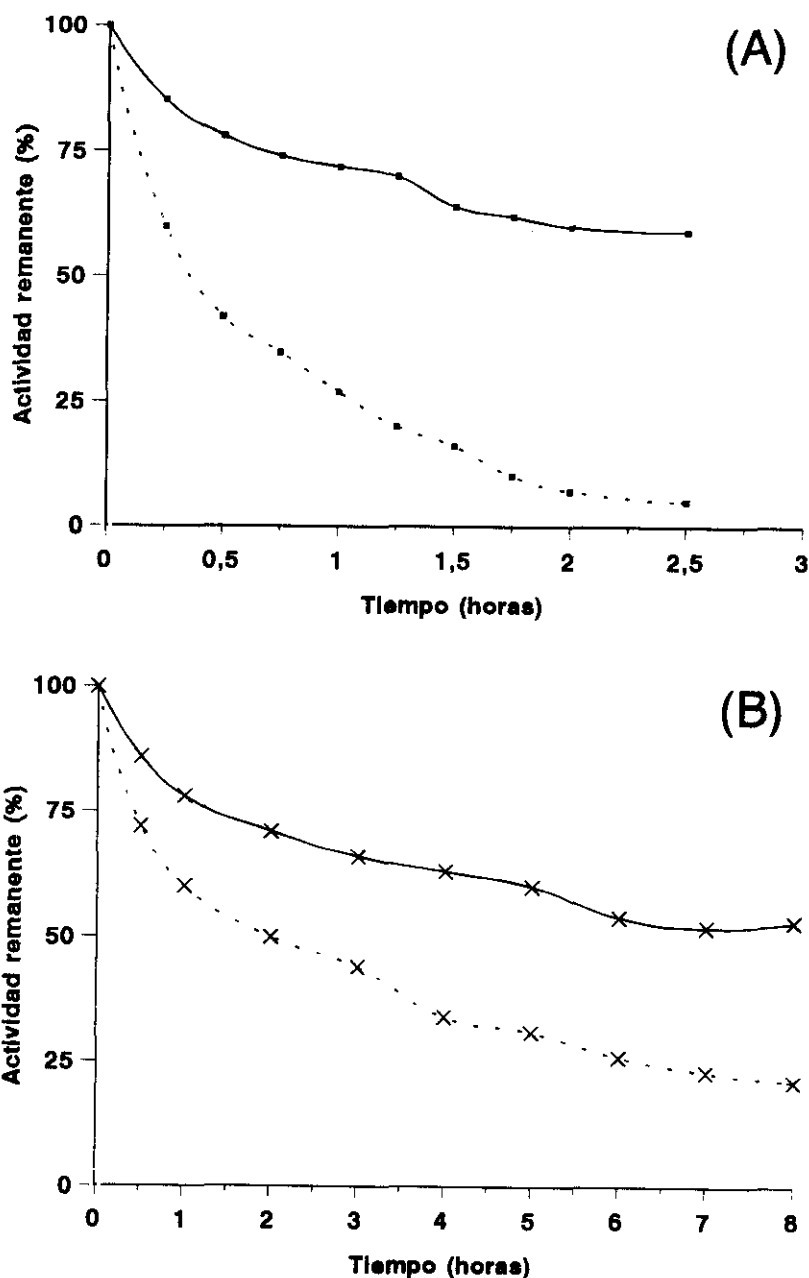 (A)
Actividad remanente (%)
100
75
50
25
0
0 0,5 1 1,5 2 2,5 3
Tiempo (horas)
(B)
Actividad remanente (%)
100
75
50
25
0
0 1 2 3 4 5 6 7 8
Tiempo (horas)